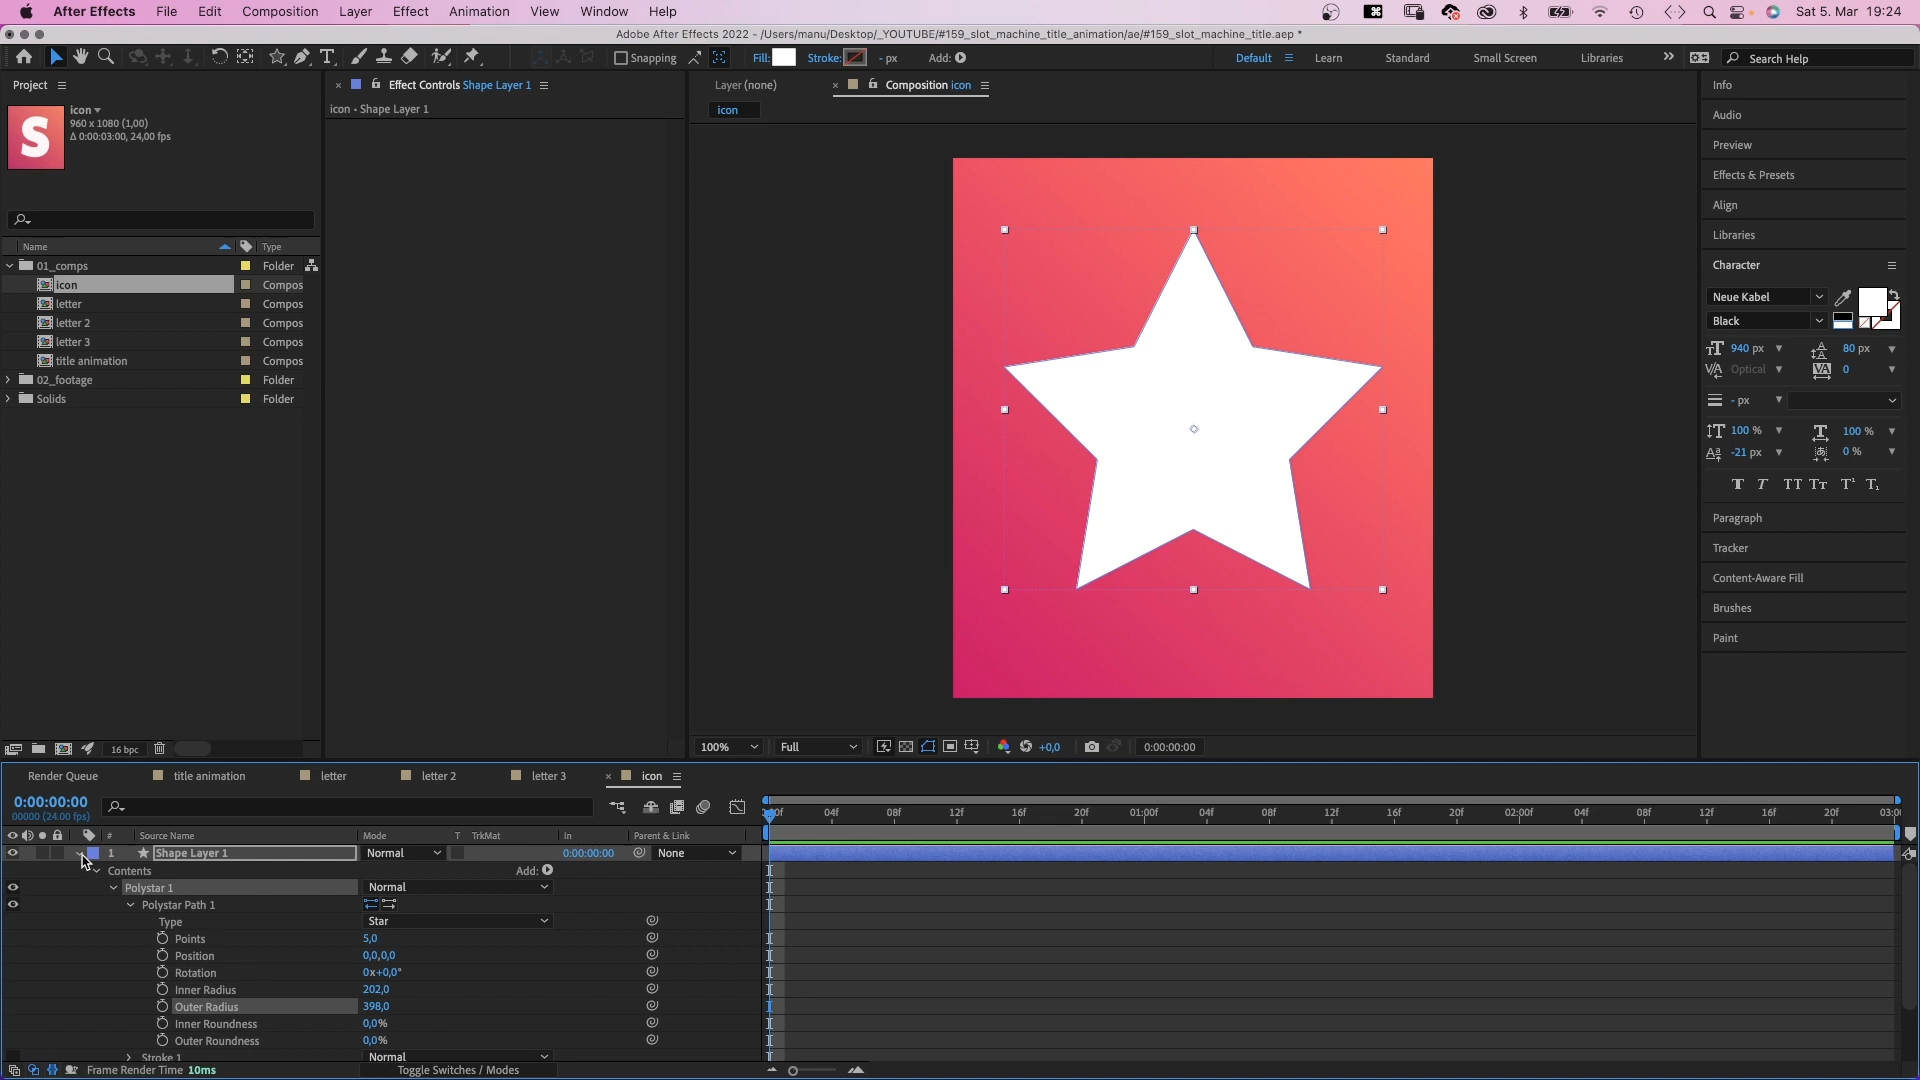 After Effects File Edit Composition Layer Effect Animation View Window Help Sat 5. Mar 19:24
Adobe After Effects 2022 - /Users/manu/Desktop/_YOUTUBE/#159_slot_machine_title_animation/ae/#159_slot_machine_title.aep *
Snapping Fill: Stroke: - px Add: Default Learn Standard Small Screen Libraries Search Help
Project
icon
960 x 1080 (1,00)
Δ 0:00:03:00, 24,00 fps
S
Name Type
01_comps Folder
icon Compos
letter Compos
letter 2 Compos
letter 3 Compos
title animation Compos
02_footage Folder
Solids Folder
16 bpc
Effect Controls Shape Layer 1
icon • Shape Layer 1
Layer (none) Composition icon
icon
100% Full +0,0 0:00:00:00
Info
Audio
Preview
Effects & Presets
Align
Libraries
Character
Neue Kabel
Black
940 px 80 px
Optical 0
- px
100 % 100 %
-21 px 0 %
Paragraph
Tracker
Content-Aware Fill
Brushes
Paint
Render Queue title animation letter letter 2 letter 3 icon
0:00:00:00
00000 (24.00 fps)
04f 08f 12f 16f 20f 01:00f 04f 08f 12f 16f 20f 02:00f 04f 08f 12f 16f 20f 03:0
# Source Name Mode T TrkMat In Parent & Link
1 Shape Layer 1 Normal 0:00:00:00 None
Contents Add:
Polystar 1 Normal
Polystar Path 1
Type Star
Points 5,0
Position 0,0,0,0
Rotation 0x+0,0°
Inner Radius 202,0
Outer Radius 398,0
Inner Roundness 0,0%
Outer Roundness 0,0%
Stroke 1 Normal
Frame Render Time 10ms Toggle Switches / Modes